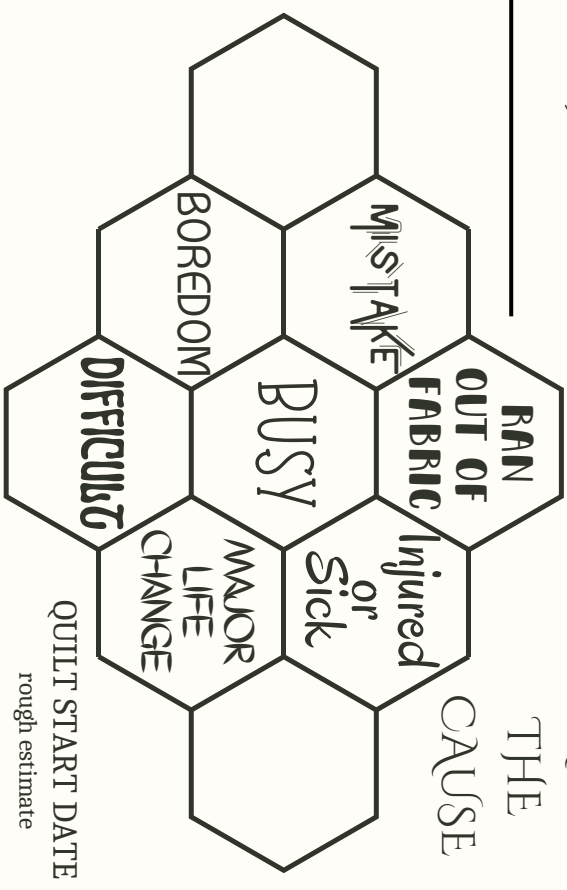 THE
CAUSE
RAN
OUT OF
FABRIC
MISTAKE
Injured
or
Sick
BUSY
BOREDOM
MAJOR
LIFE
CHANGE
DIFFICULT
QUILT START DATE
rough estimate